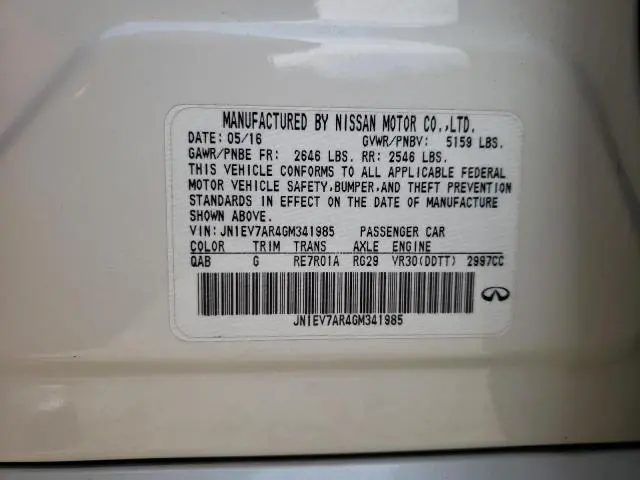 MANUFACTURED BY NISSAN MOTOR CO.,LTD.
DATE: 05/16 GVWR/PNBV: 5159 LBS.
GAWR/PNBE FR: 2646 LBS. RR: 2546 LBS.
THIS VEHICLE CONFORMS TO ALL APPLICABLE FEDERAL
MOTOR VEHICLE SAFETY,BUMPER,AND THEFT PREVENTION
STANDARDS IN EFFECT ON THE DATE OF MANUFACTURE
SHOWN ABOVE.
VIN: JN1EV7AR4GM341985 PASSENGER CAR
COLOR TRIM TRANS AXLE ENGINE
QAB G RE7R01A RG29 VR30(DDTT) 2997CC
JN1EV7AR4GM341985